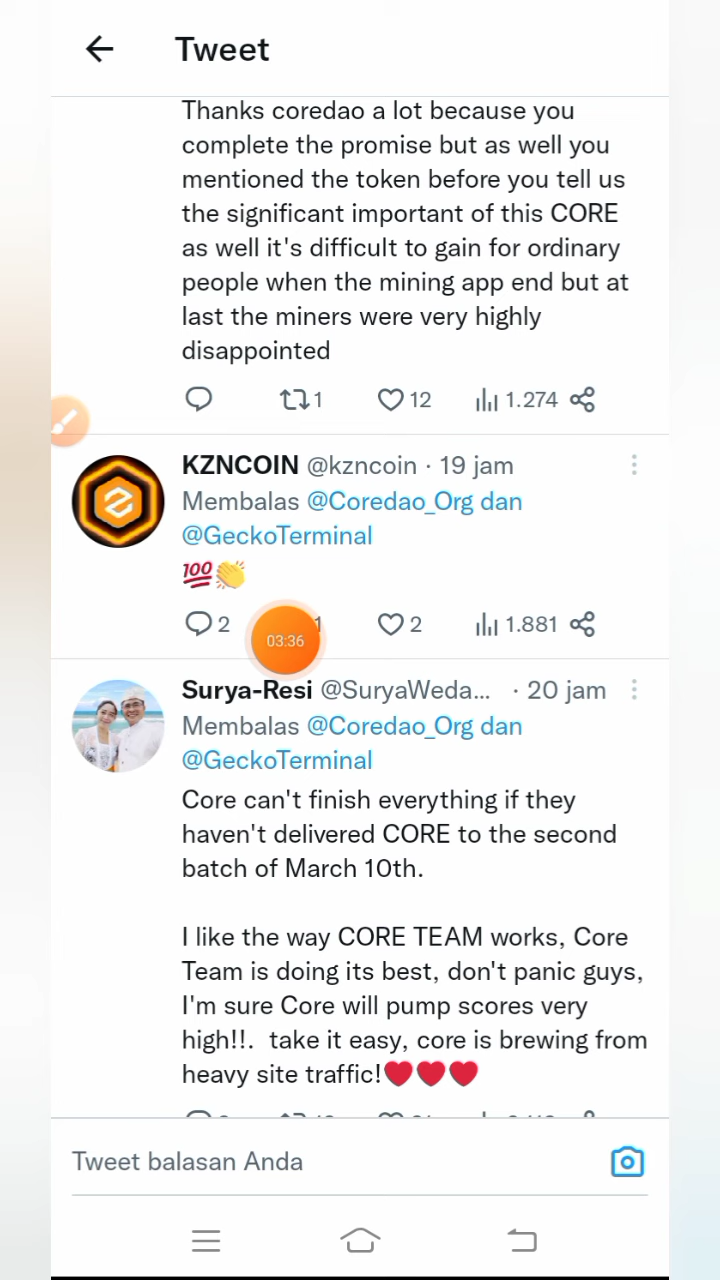 Tweet
Thanks coredao a lot because you
complete the promise but as well you
mentioned the token before you tell us
the significant important of this CORE
as well it's difficult to gain for ordinary
people when the mining app end but at
last the miners were very highly
disappointed
1 12 1.274
KZNCOIN @kzncoin · 19 jam
Membalas @Coredao_Org dan
@GeckoTerminal
💯👏
2 1 2 1.881
03:36
Surya-Resi @SuryaWeda... · 20 jam
Membalas @Coredao_Org dan
@GeckoTerminal
Core can't finish everything if they
haven't delivered CORE to the second
batch of March 10th.
I like the way CORE TEAM works, Core
Team is doing its best, don't panic guys,
I'm sure Core will pump scores very
high!!. take it easy, core is brewing from
heavy site traffic!❤️❤️❤️
Tweet balasan Anda